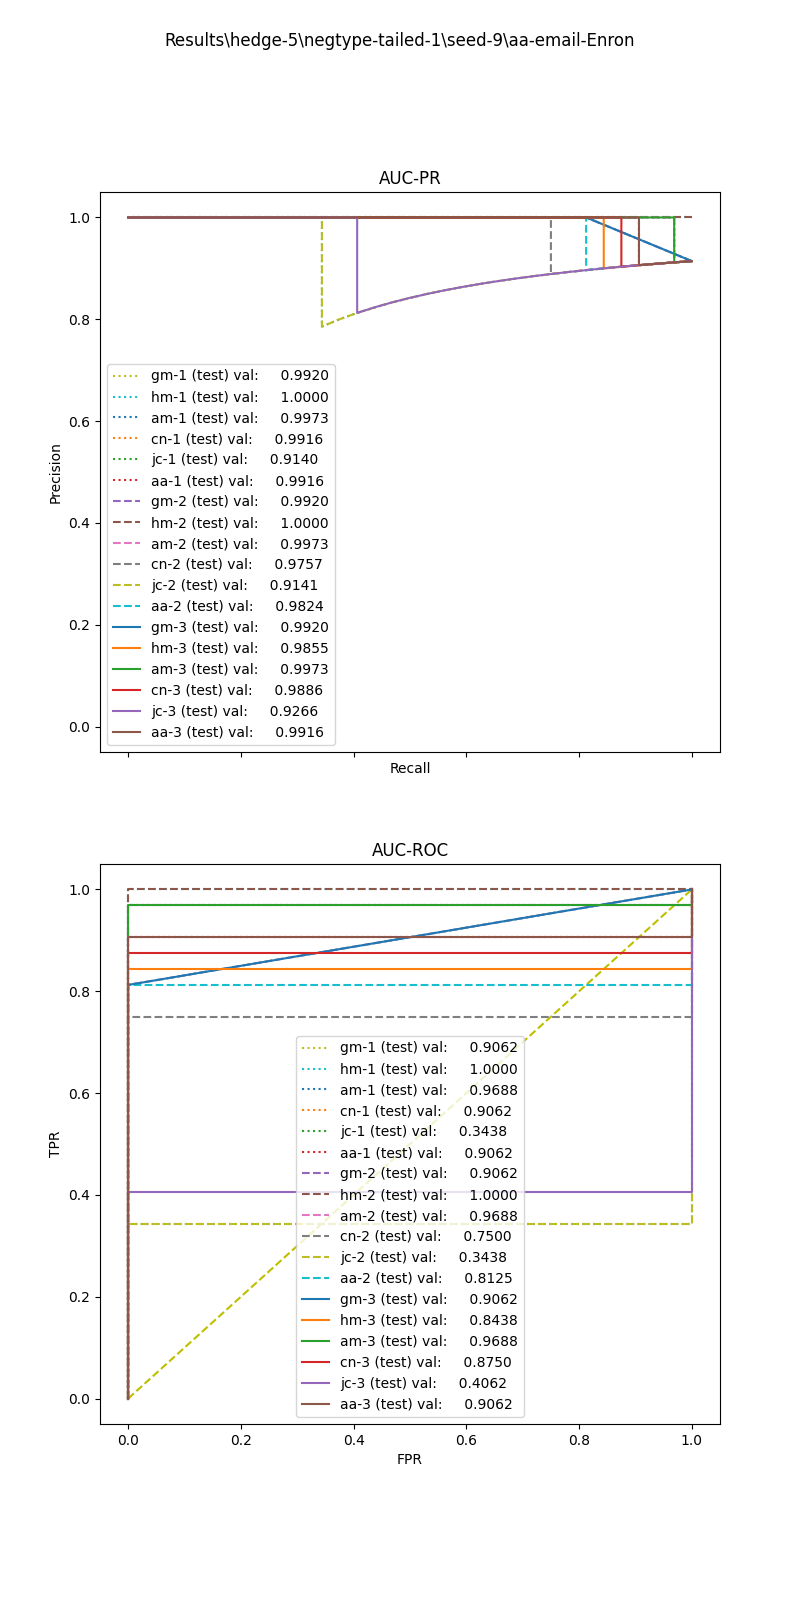 Results\hedge-5\negtype-tailed-1\seed-9\aa-email-Enron
AUC-PR
1.0
0.8
0.6
0.4
0.2
0.0
Precision
gm-1 (test) val: 0.9920
hm-1 (test) val: 1.0000
am-1 (test) val: 0.9973
cn-1 (test) val: 0.9916
jc-1 (test) val: 0.9140
aa-1 (test) val: 0.9916
gm-2 (test) val: 0.9920
hm-2 (test) val: 1.0000
am-2 (test) val: 0.9973
cn-2 (test) val: 0.9757
jc-2 (test) val: 0.9141
aa-2 (test) val: 0.9824
gm-3 (test) val: 0.9920
hm-3 (test) val: 0.9855
am-3 (test) val: 0.9973
cn-3 (test) val: 0.9886
jc-3 (test) val: 0.9266
aa-3 (test) val: 0.9916
Recall
AUC-ROC
1.0
0.8
0.6
0.4
0.2
0.0
TPR
gm-1 (test) val: 0.9062
hm-1 (test) val: 1.0000
am-1 (test) val: 0.9688
cn-1 (test) val: 0.9062
jc-1 (test) val: 0.3438
aa-1 (test) val: 0.9062
gm-2 (test) val: 0.9062
hm-2 (test) val: 1.0000
am-2 (test) val: 0.9688
cn-2 (test) val: 0.7500
jc-2 (test) val: 0.3438
aa-2 (test) val: 0.8125
gm-3 (test) val: 0.9062
hm-3 (test) val: 0.8438
am-3 (test) val: 0.9688
cn-3 (test) val: 0.8750
jc-3 (test) val: 0.4062
aa-3 (test) val: 0.9062
0.0 0.2 0.4 0.6 0.8 1.0
FPR